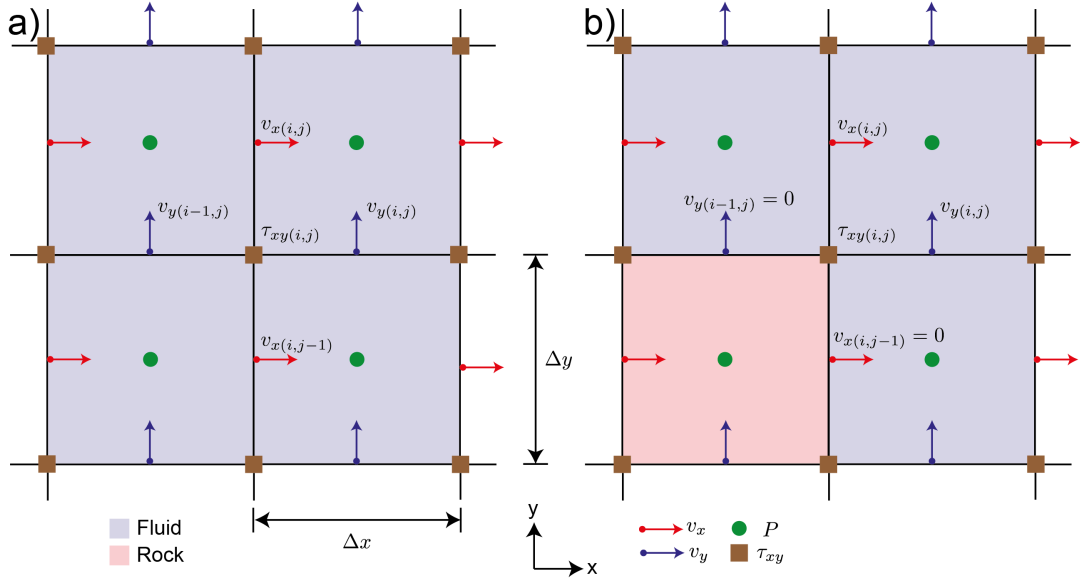 a)
b)
v_{x(i,j)}
v_{x(i,j)}
v_{y(i−1,j)}
v_{y(i,j)}
v_{y(i−1,j)} = 0
v_{y(i,j)}
τ_{xy(i,j)}
τ_{xy(i,j)}
v_{x(i,j−1)}
Δy
v_{x(i,j−1)} = 0
Fluid
Rock
Δx
y
x
v_x
P
v_y
τ_{xy}